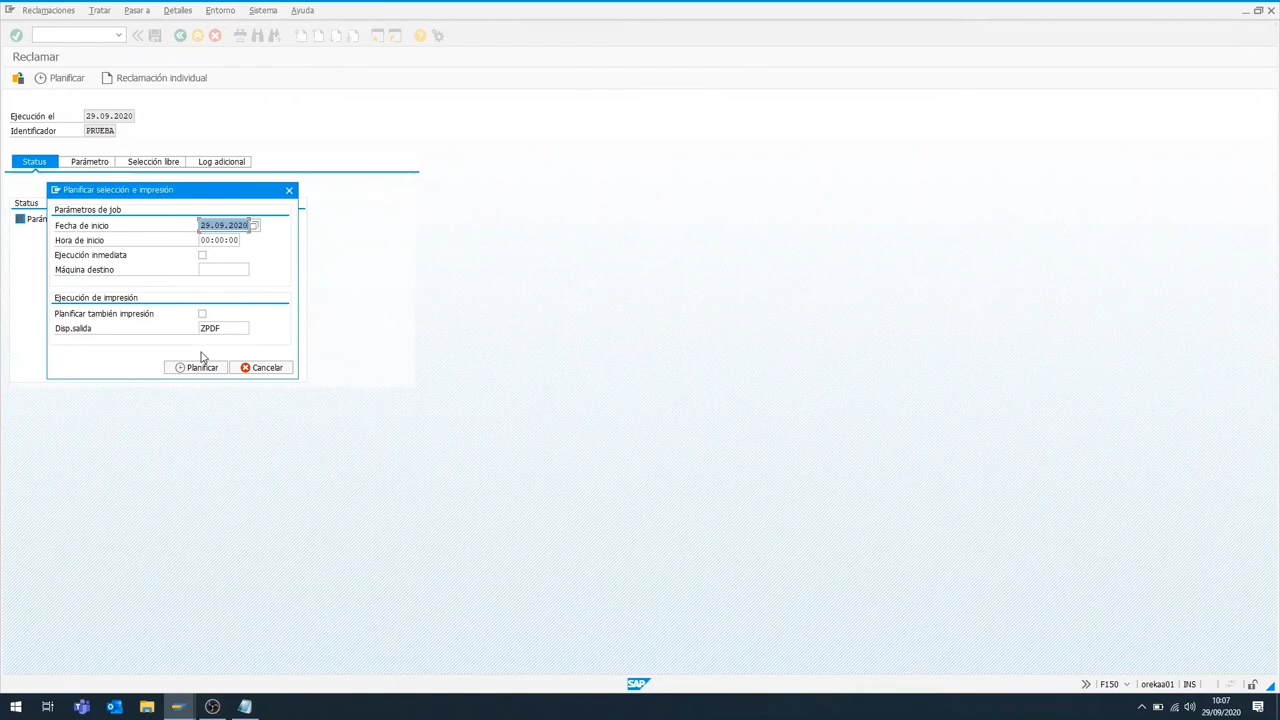 Reclamaciones Tratar Pasar a Detalles Entorno Sistema Ayuda
Reclamar
Planificar Reclamación individual
Ejecución el 29.09.2020
Identificador PRUEBA
Status Parámetro Selección libre Log adicional
Status
Parám
Planificar selección e impresión
Parámetros de job
Fecha de inicio 29.09.2020
Hora de inicio 00:00:00
Ejecución inmediata
Máquina destino
Ejecución de impresión
Planificar también impresión
Disp.salida ZPDF
Planificar Cancelar
SAP F150 orekaa01 INS
10:07
29/09/2020